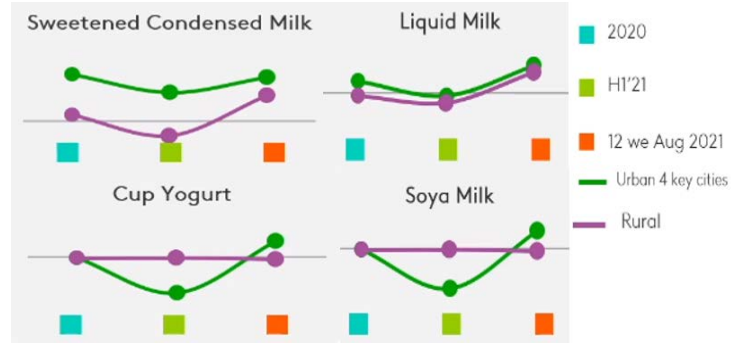 Sweetened Condensed Milk
Liquid Milk
Cup Yogurt
Soya Milk
2020
H1'21
12 we Aug 2021
Urban 4 key cities
Rural